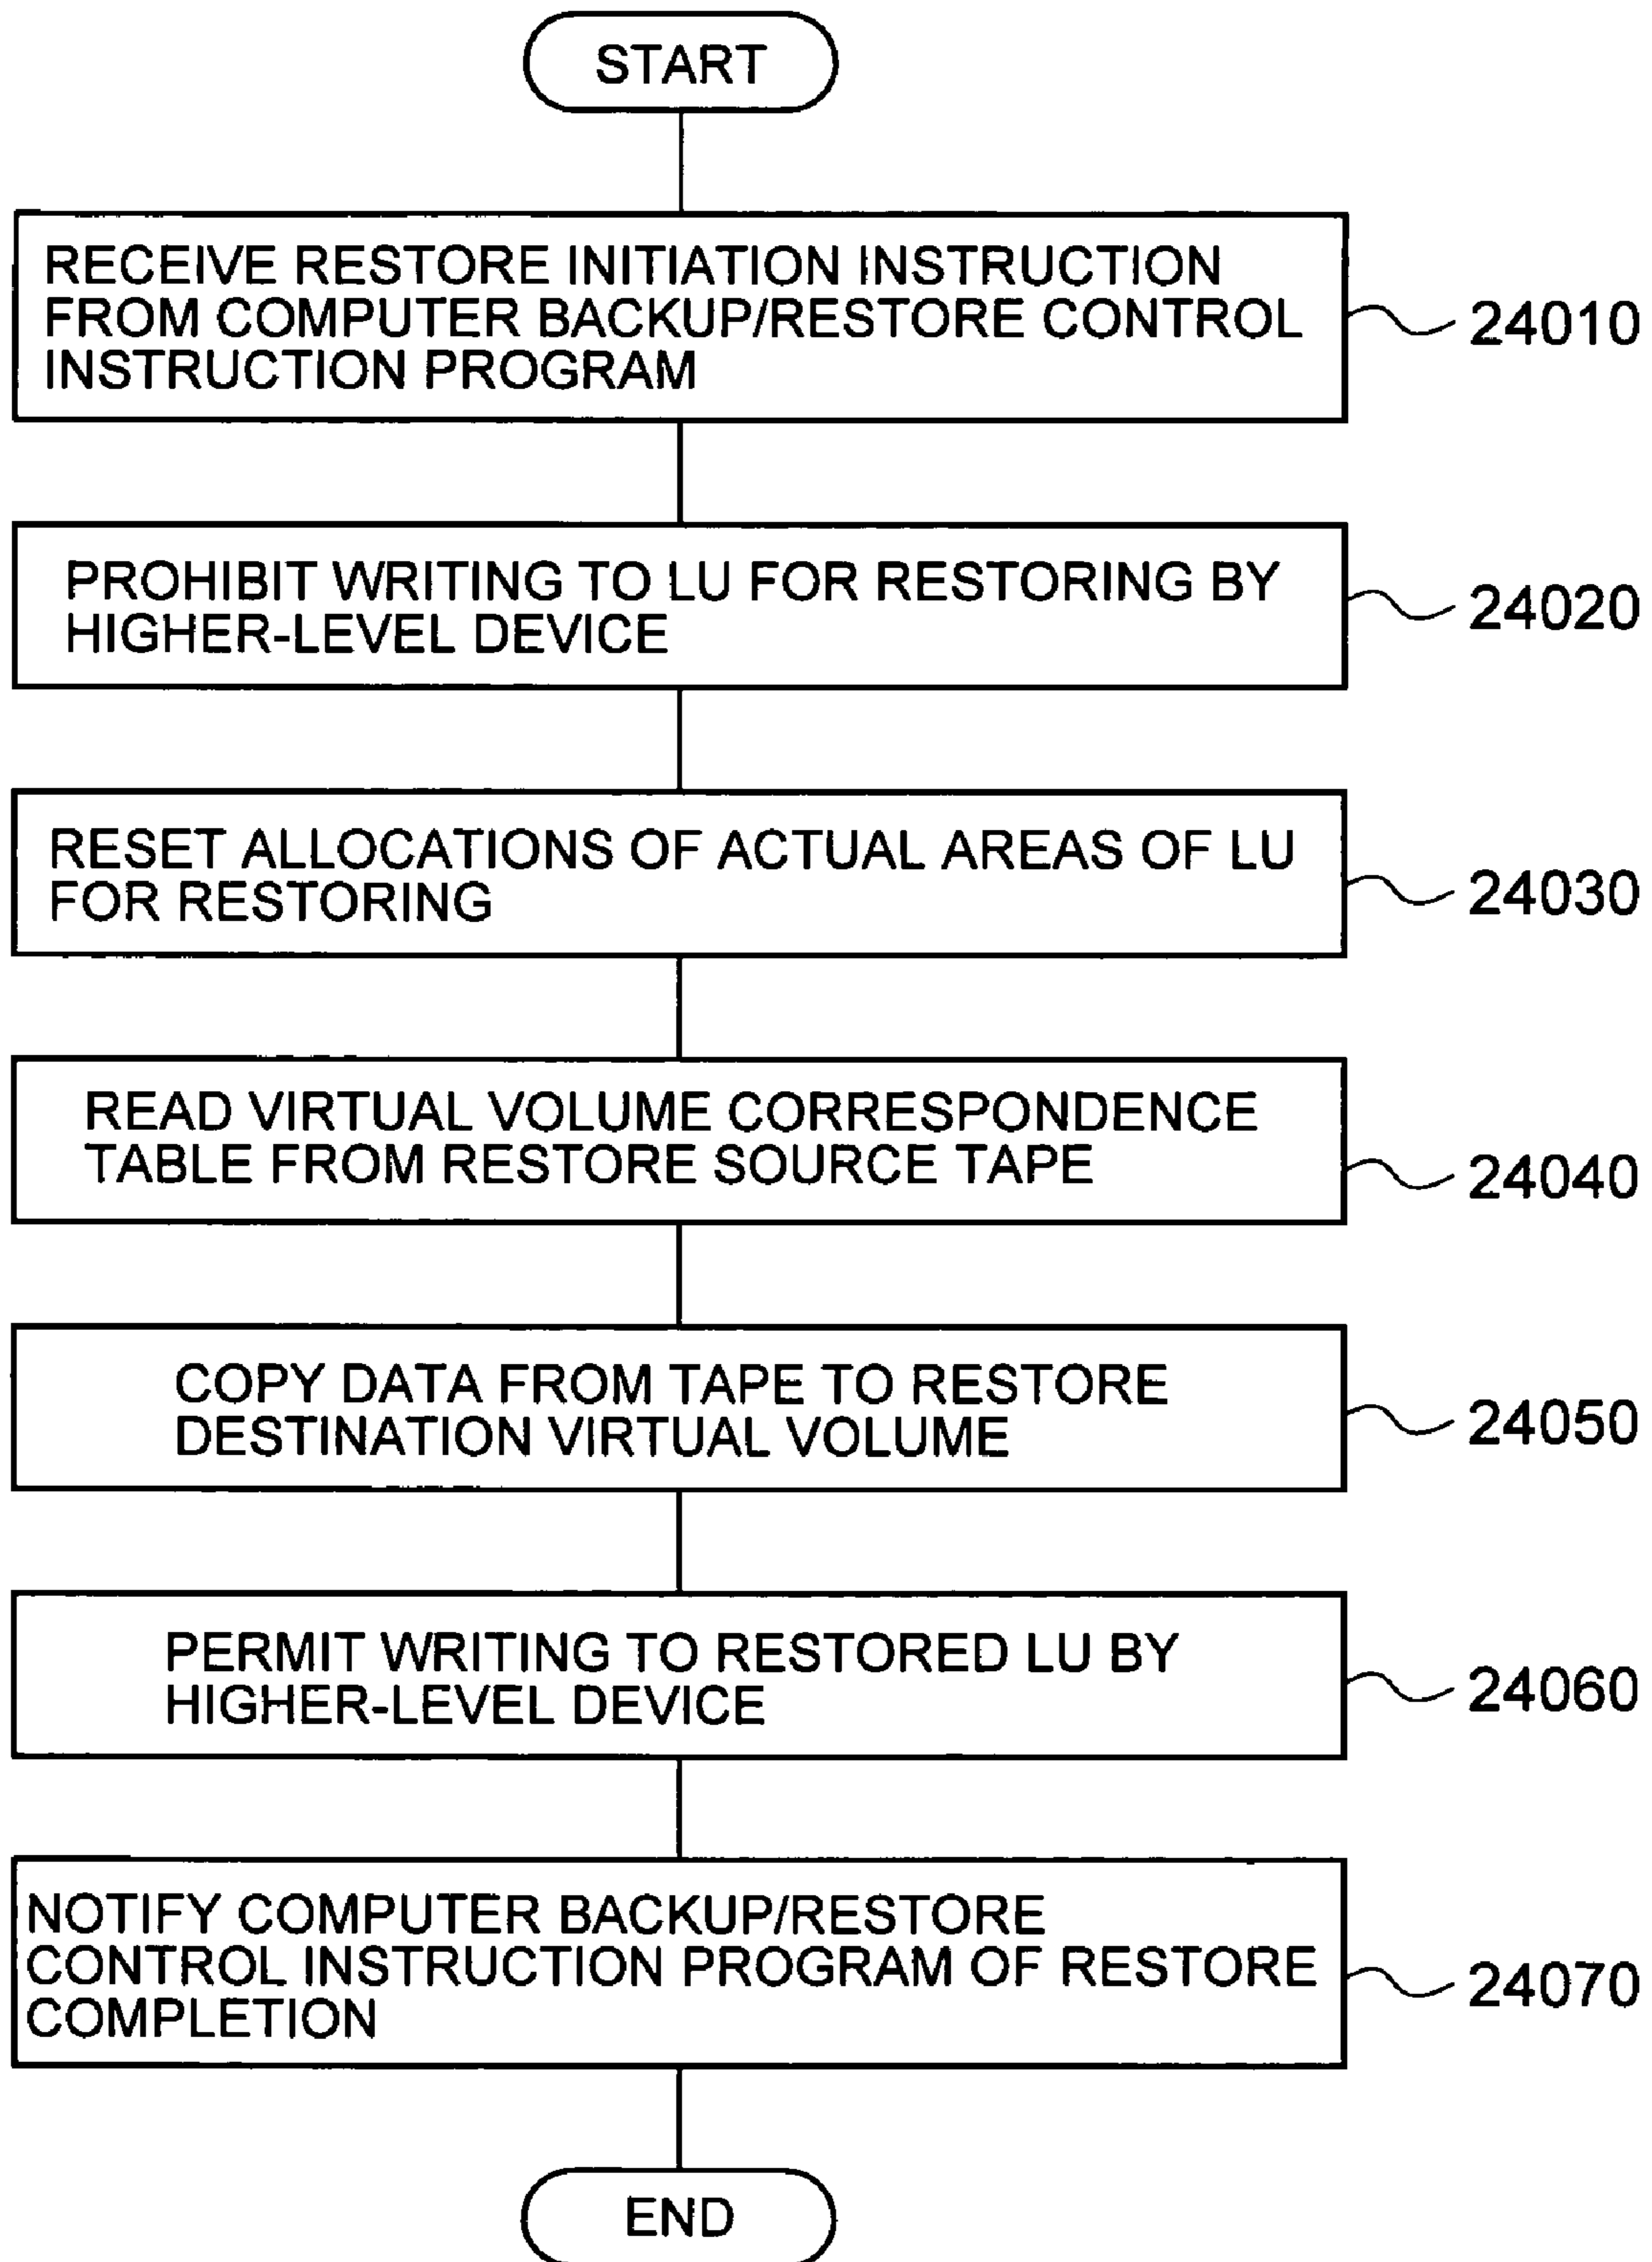 START
RECEIVE RESTORE INITIATION INSTRUCTION
FROM COMPUTER BACKUP/RESTORE CONTROL
INSTRUCTION PROGRAM
24010
PROHIBIT WRITING TO LU FOR RESTORING BY
HIGHER-LEVEL DEVICE
24020
RESET ALLOCATIONS OF ACTUAL AREAS OF LU
FOR RESTORING
24030
READ VIRTUAL VOLUME CORRESPONDENCE
TABLE FROM RESTORE SOURCE TAPE
24040
COPY DATA FROM TAPE TO RESTORE
DESTINATION VIRTUAL VOLUME
24050
PERMIT WRITING TO RESTORED LU BY
HIGHER-LEVEL DEVICE
24060
NOTIFY COMPUTER BACKUP/RESTORE
CONTROL INSTRUCTION PROGRAM OF RESTORE
COMPLETION
24070
END